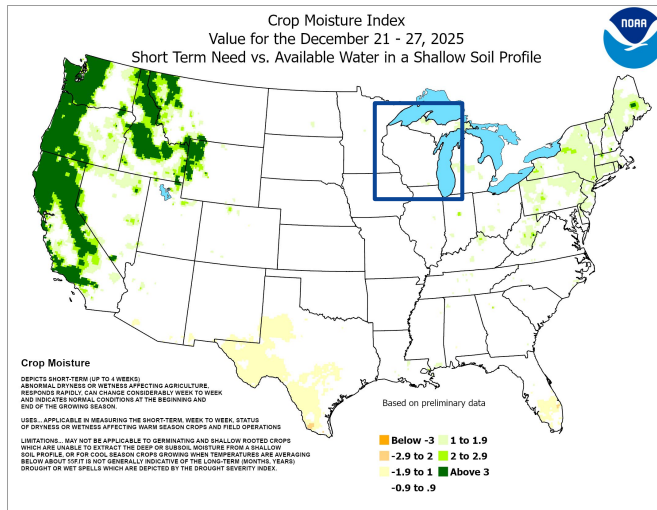 Crop Moisture Index
Value for the December 21 - 27, 2025
Short Term Need vs. Available Water in a Shallow Soil Profile
NOAA
Crop Moisture
DEPICTS SHORT-TERM (UP TO 4 WEEKS)
ABNORMAL DRYNESS OR WETNESS AFFECTING AGRICULTURE,
RESPONDS RAPIDLY, CAN CHANGE CONSIDERABLY WEEK TO WEEK
AND INDICATES NORMAL CONDITIONS AT THE BEGINNING AND
END OF THE GROWING SEASON.
USES... APPLICABLE IN MEASURING THE SHORT-TERM, WEEK TO WEEK, STATUS
OF DRYNESS OR WETNESS AFFECTING WARM SEASON CROPS AND FIELD OPERATIONS
LIMITATIONS... MAY NOT BE APPLICABLE TO GERMINATING AND SHALLOW ROOTED CROPS
WHICH ARE UNABLE TO EXTRACT THE DEEP OR SUBSOIL MOISTURE FROM A SHALLOW
SOIL PROFILE, OR FOR COOL SEASON CROPS GROWING WHEN TEMPERATURES ARE AVERAGING
BELOW ABOUT 55F.IT IS NOT GENERALLY INDICATIVE OF THE LONG-TERM (MONTHS, YEARS)
DROUGHT OR WET SPELLS WHICH ARE DEPICTED BY THE DROUGHT SEVERITY INDEX.
Based on preliminary data
Below -3
-2.9 to 2
-1.9 to 1
-0.9 to .9
1 to 1.9
2 to 2.9
Above 3